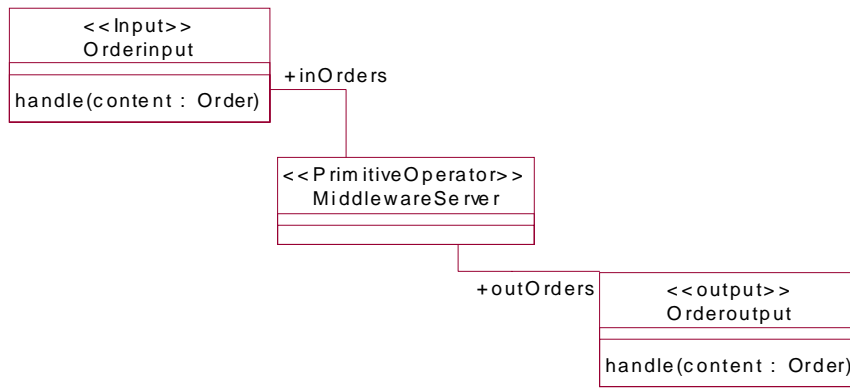 <<Input>>
Orderinput
handle(content : Order)
+inOrders
<<PrimitiveOperator>>
MiddlewareServer
+outOrders
<<output>>
Orderoutput
handle(content : Order)